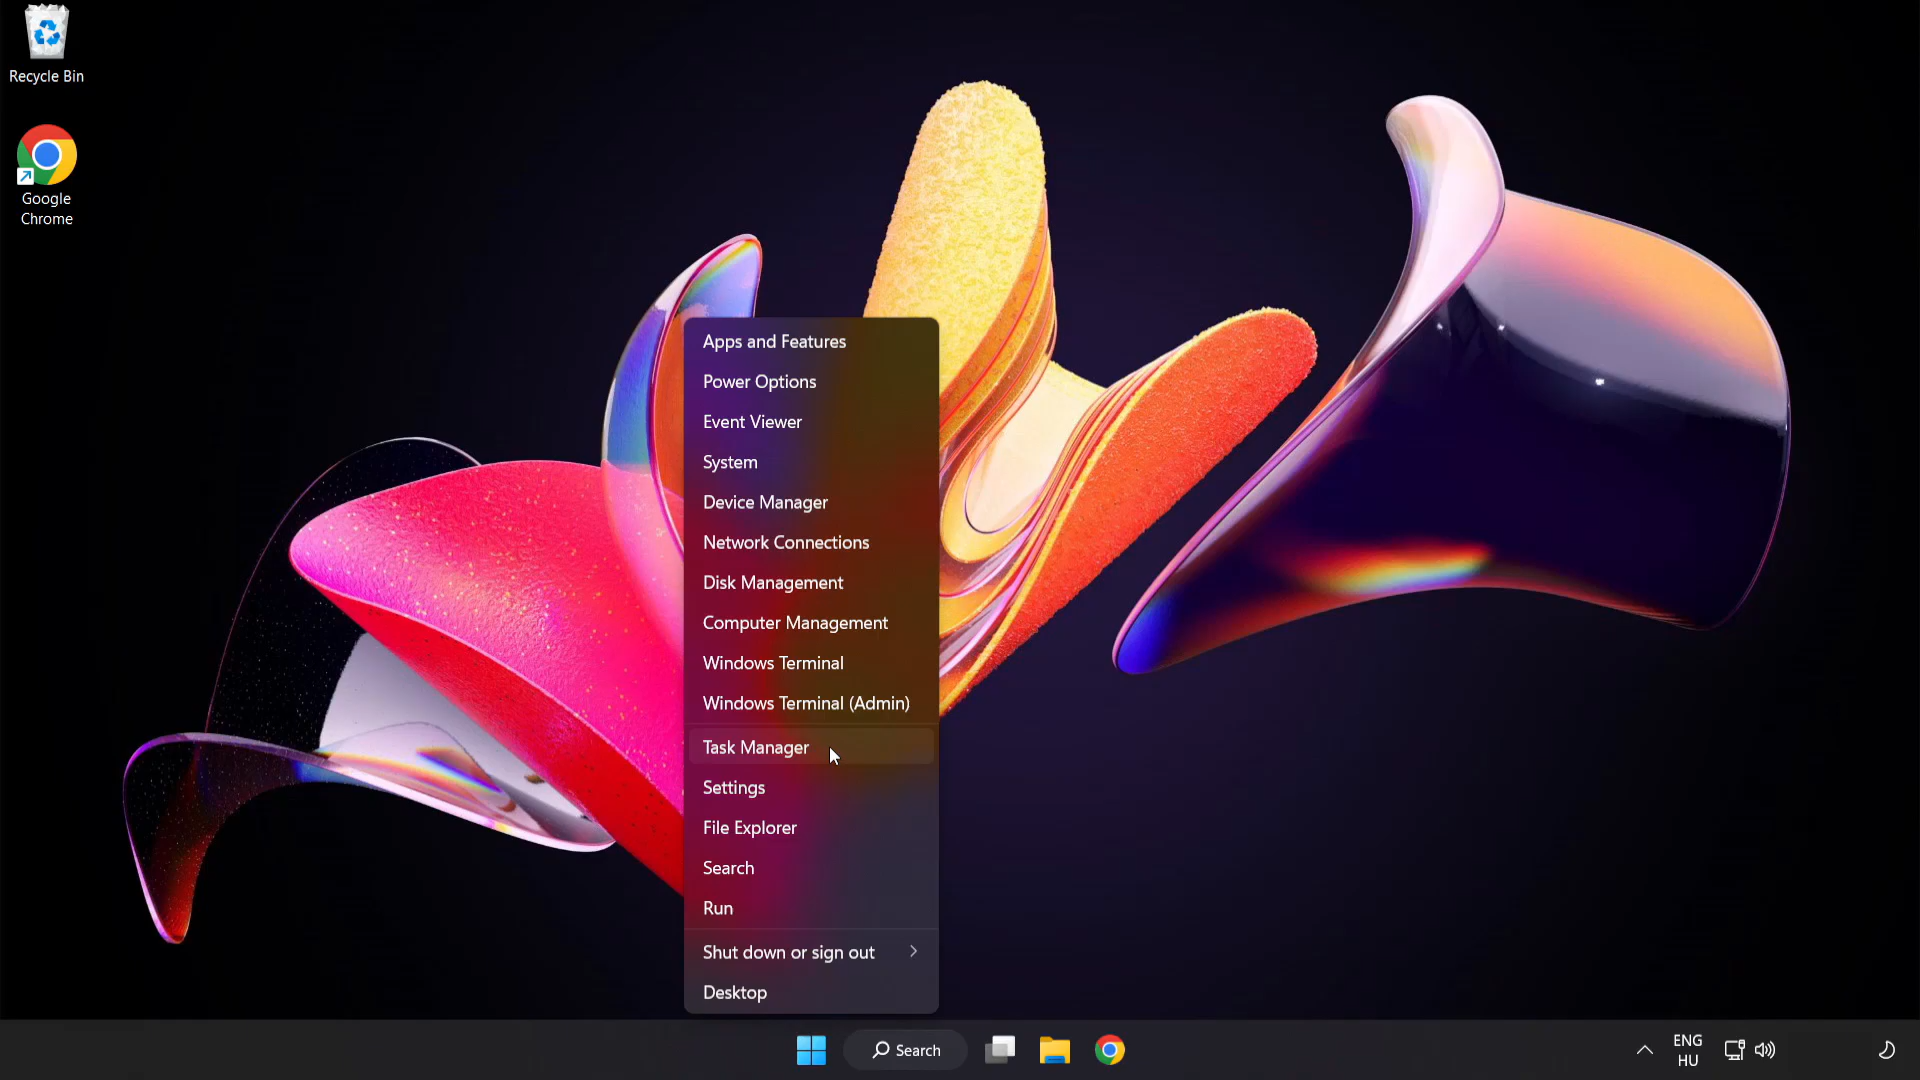 Recycle Bin
Google
Chrome
Apps and Features
Power Options
Event Viewer
System
Device Manager
Network Connections
Disk Management
Computer Management
Windows Terminal
Windows Terminal (Admin)
Task Manager
Settings
File Explorer
Search
Run
Shut down or sign out
Desktop
Search
ENG
HU